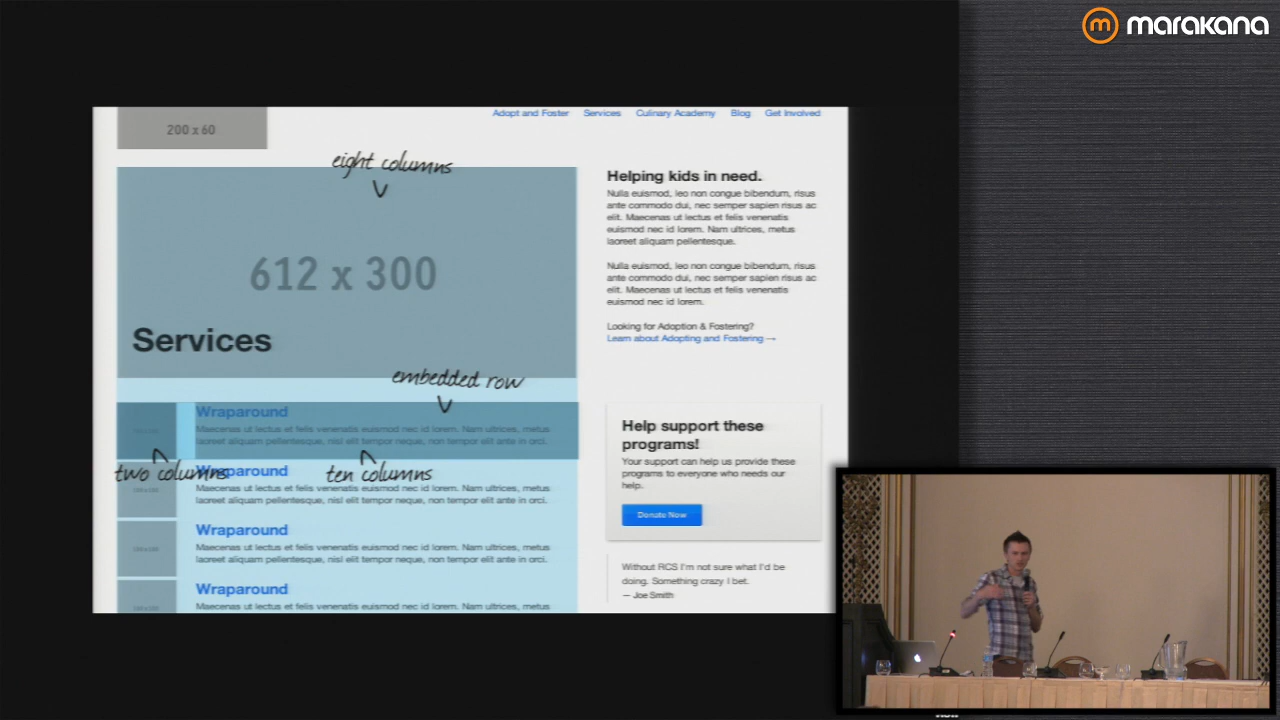 marakana
200 x 60
Adopt and Foster Services Culinary Academy Blog Get Involved
eight columns
612 x 300
Services
Helping kids in need.
Nulla euismod, leo non congue bibendum, risus
ante commodo dui, nec semper sapien risus ac
elit. Maecenas ut lectus et felis venenatis
euismod nec id lorem. Nam ultrices, metus
laoreet aliquam pellentesque.
Nulla euismod, leo non congue bibendum, risus
ante commodo dui, nec semper sapien risus ac
elit. Maecenas ut lectus et felis venenatis
euismod nec id lorem.
Looking for Adoption & Fostering?
Learn about Adopting and Fostering →
embedded row
Wraparound
Maecenas ut lectus et felis venenatis euismod nec id lorem. Nam ultrices, metus
laoreet aliquam pellentesque, nisl elit tempor neque, non tempor elit ante in orci.
two columns
ten columns
Wraparound
Maecenas ut lectus et felis venenatis euismod nec id lorem. Nam ultrices, metus
laoreet aliquam pellentesque, nisl elit tempor neque, non tempor elit ante in orci.
Wraparound
Maecenas ut lectus et felis venenatis euismod nec id lorem. Nam ultrices, metus
laoreet aliquam pellentesque, nisl elit tempor neque, non tempor elit ante in orci.
Wraparound
Maecenas ut lectus et felis venenatis euismod nec id lorem. Nam ultrices, metus
Help support these
programs!
Your support can help us provide these
programs to everyone who needs our
help.
Donate Now
Without RCS I'm not sure what I'd be
doing. Something crazy I bet.
— Joe Smith